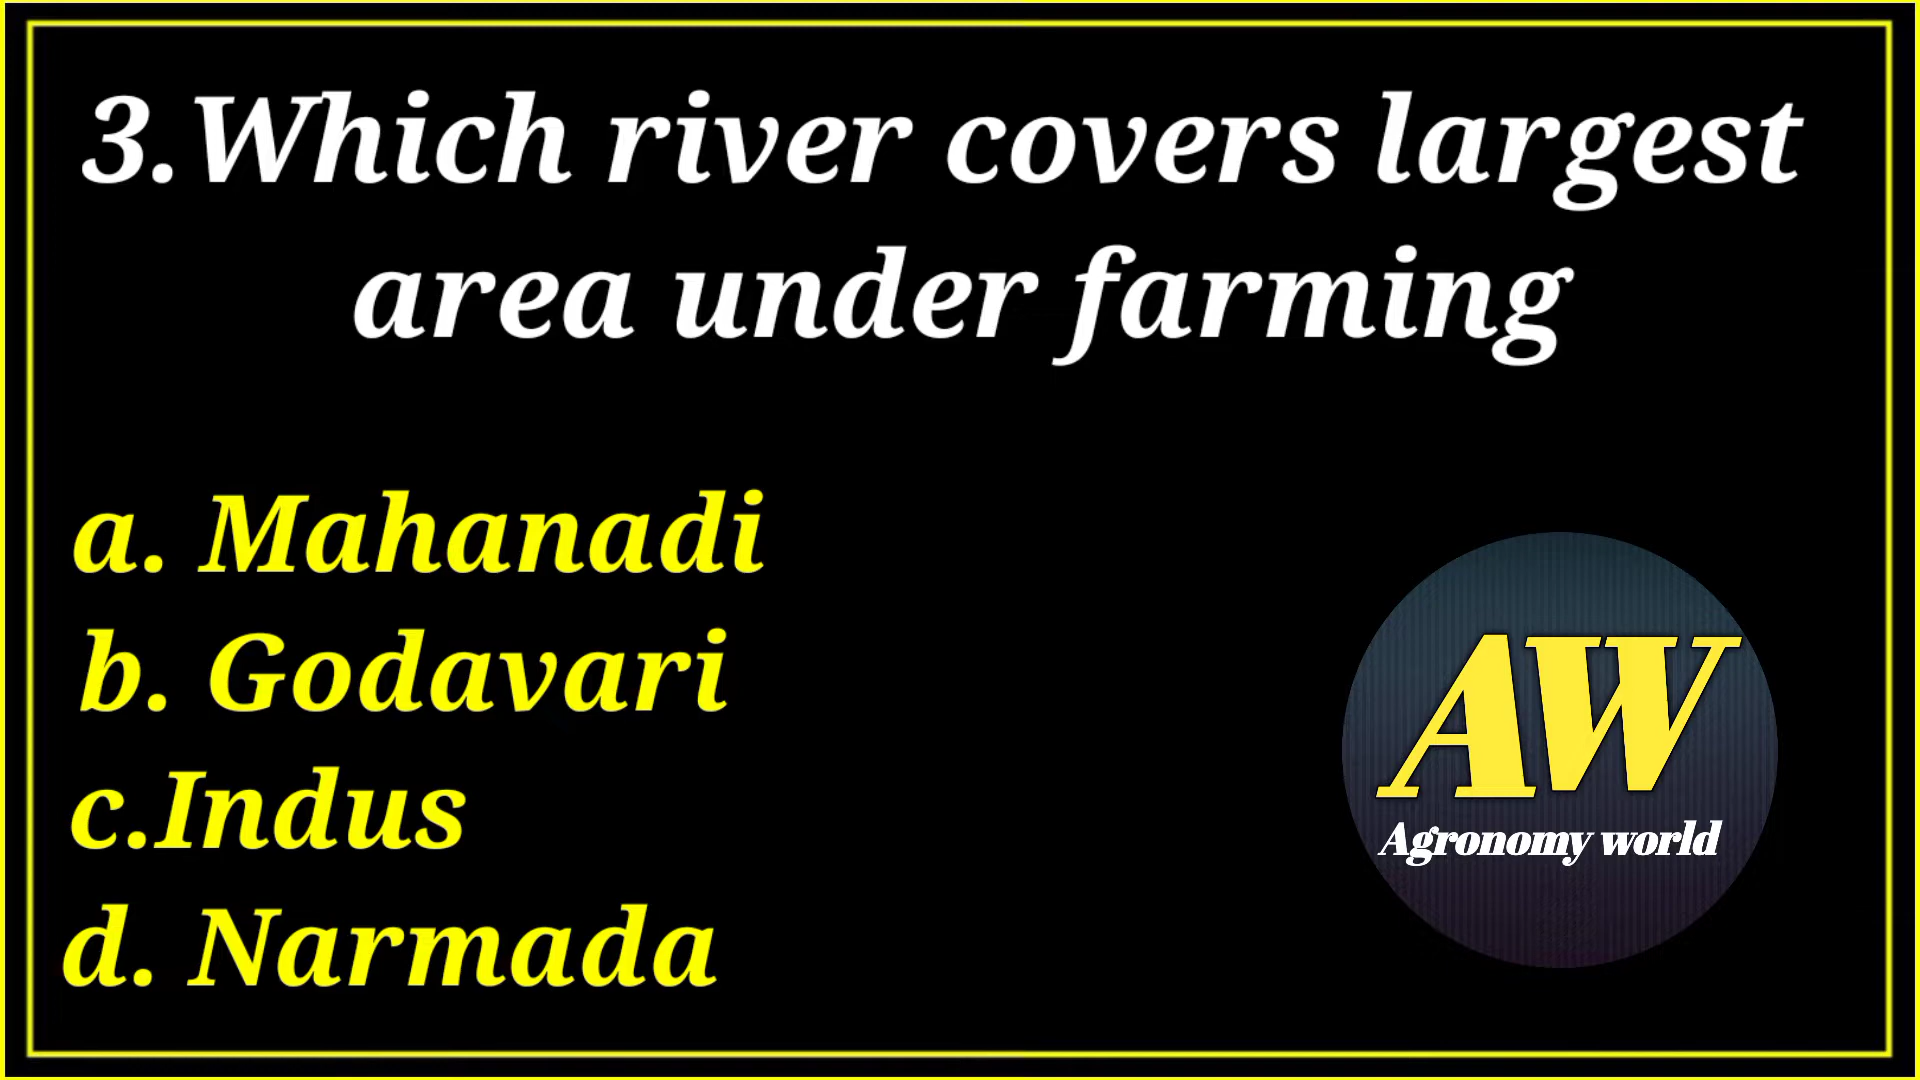 3.Which river covers largest
area under farming
a. Mahanadi
b. Godavari
c.Indus
d. Narmada
AW
Agronomy world